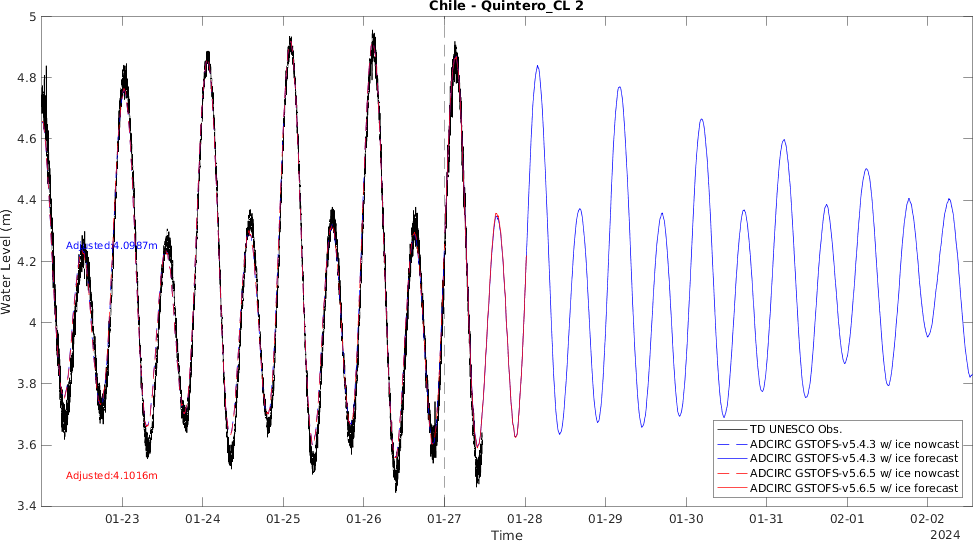 Chile - Quintero_CL 2
5
4.8
4.6
4.4
4.2
4
3.8
3.6
3.4
Water Level (m)
Adjusted:4.0987m
Adjusted:4.1016m
TD UNESCO Obs.
ADCIRC GSTOFS-v5.4.3 w/ ice nowcast
ADCIRC GSTOFS-v5.4.3 w/ ice forecast
ADCIRC GSTOFS-v5.6.5 w/ ice nowcast
ADCIRC GSTOFS-v5.6.5 w/ ice forecast
01-23 01-24 01-25 01-26 01-27 01-28 01-29 01-30 01-31 02-01 02-02
Time
2024